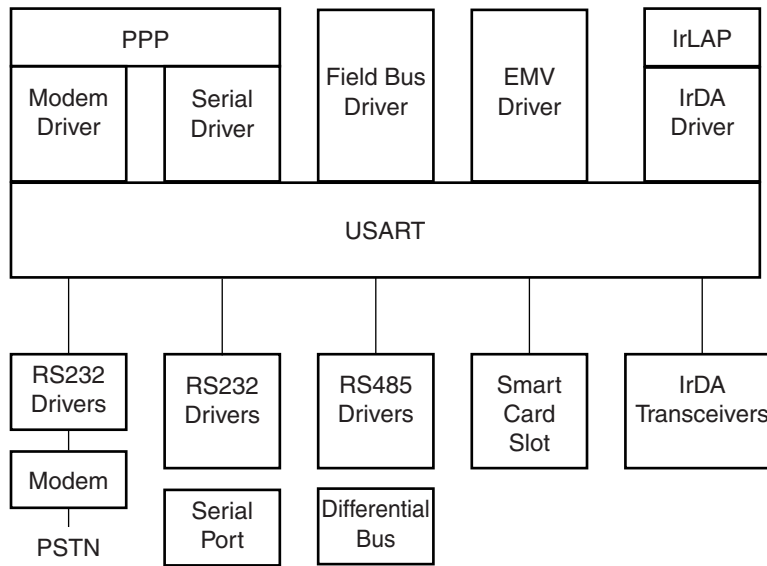 PPP
IrLAP
Modem
Driver
Serial
Driver
Field Bus
Driver
EMV
Driver
IrDA
Driver
USART
RS232
Drivers
RS232
Drivers
RS485
Drivers
Smart
Card
Slot
IrDA
Transceivers
Modem
Serial
Port
Differential
Bus
PSTN